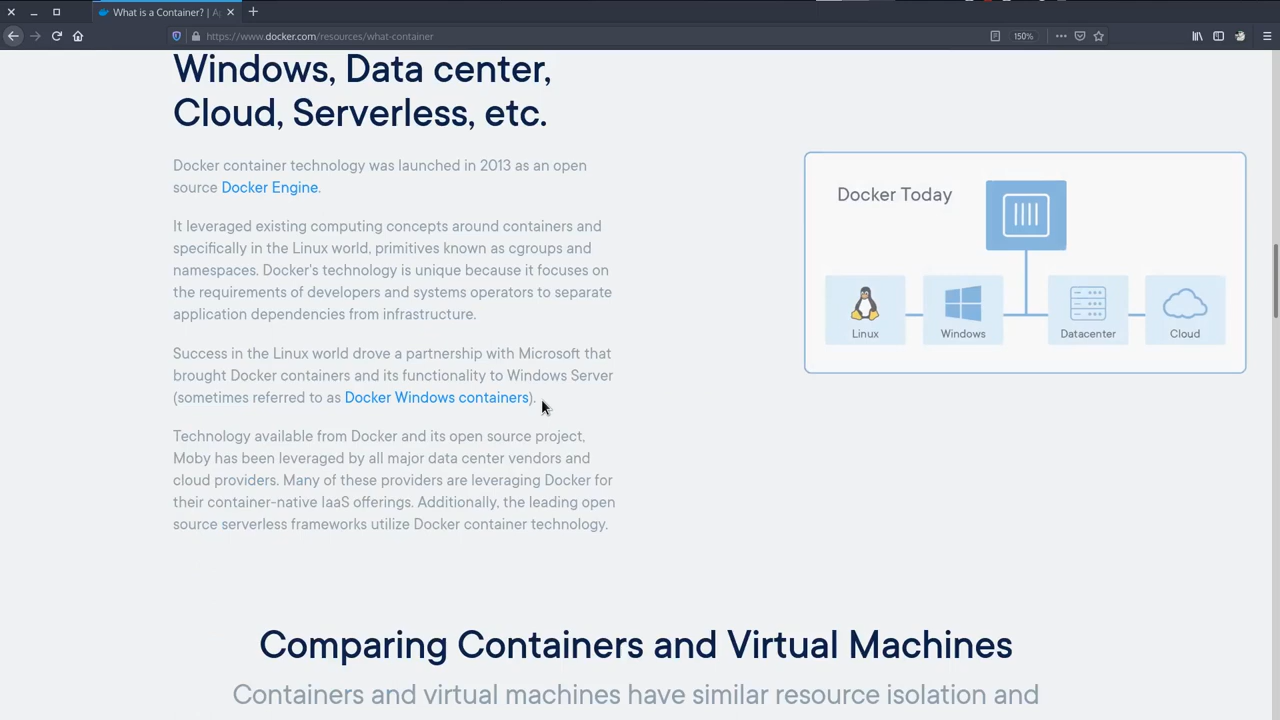 What is a Container? | A
https://www.docker.com/resources/what-container
150%
Windows, Data center,
Cloud, Serverless, etc.
Docker container technology was launched in 2013 as an open
source Docker Engine.
It leveraged existing computing concepts around containers and
specifically in the Linux world, primitives known as cgroups and
namespaces. Docker's technology is unique because it focuses on
the requirements of developers and systems operators to separate
application dependencies from infrastructure.
Success in the Linux world drove a partnership with Microsoft that
brought Docker containers and its functionality to Windows Server
(sometimes referred to as Docker Windows containers).
Technology available from Docker and its open source project,
Moby has been leveraged by all major data center vendors and
cloud providers. Many of these providers are leveraging Docker for
their container-native IaaS offerings. Additionally, the leading open
source serverless frameworks utilize Docker container technology.
Docker Today
Linux
Windows
Datacenter
Cloud
Comparing Containers and Virtual Machines
Containers and virtual machines have similar resource isolation and